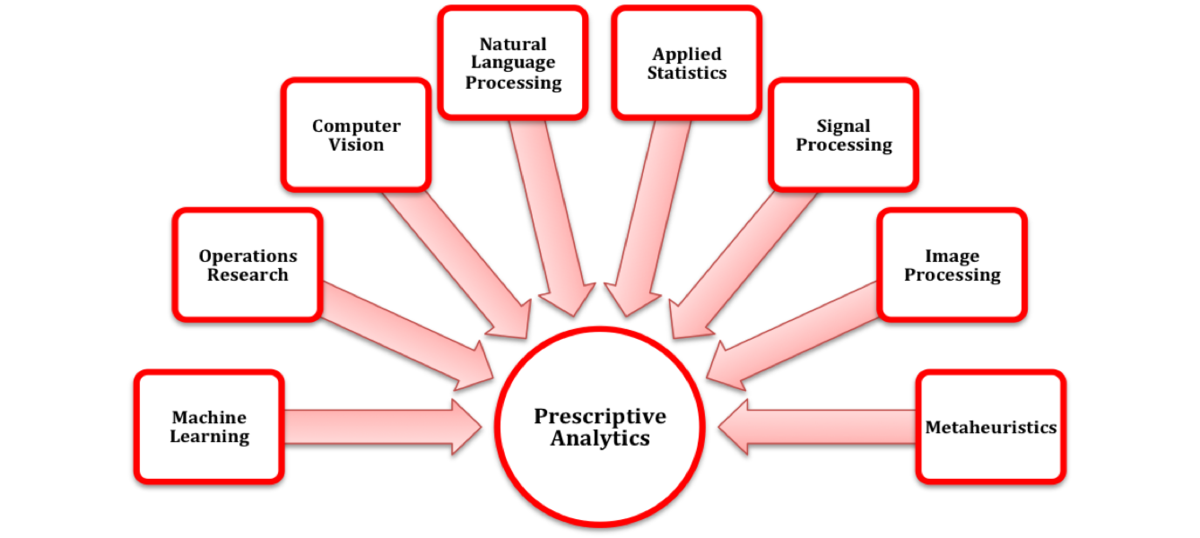 Natural
Language
Processing
Applied
Statistics
Computer
Vision
Signal
Processing
Operations
Research
Image
Processing
Machine
Learning
Prescriptive
Analytics
Metaheuristics